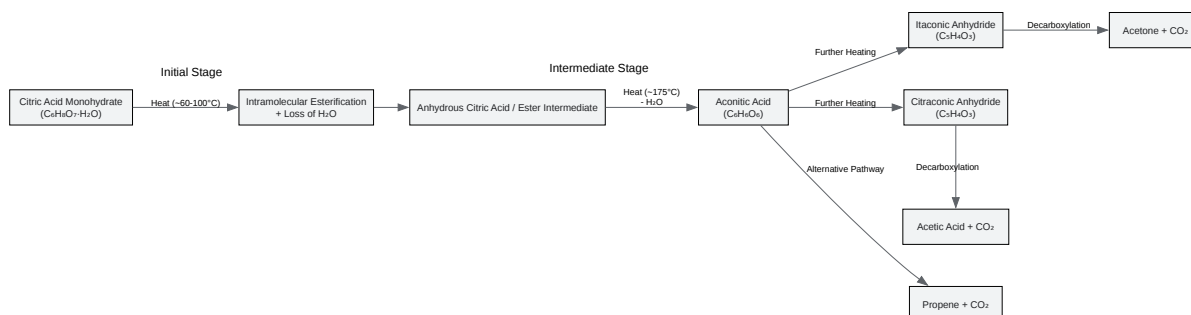 Initial Stage
Intermediate Stage
Citric Acid Monohydrate
(C₆H₈O₇·H₂O)
Heat (~60-100°C)
Intramolecular Esterification
+ Loss of H₂O
Anhydrous Citric Acid / Ester Intermediate
Heat (~175°C)
- H₂O
Aconitic Acid
(C₆H₆O₆)
Further Heating
Itaconic Anhydride
(C₅H₄O₃)
Decarboxylation
Acetone + CO₂
Further Heating
Citraconic Anhydride
(C₅H₄O₃)
Decarboxylation
Acetic Acid + CO₂
Alternative Pathway
Propene + CO₂